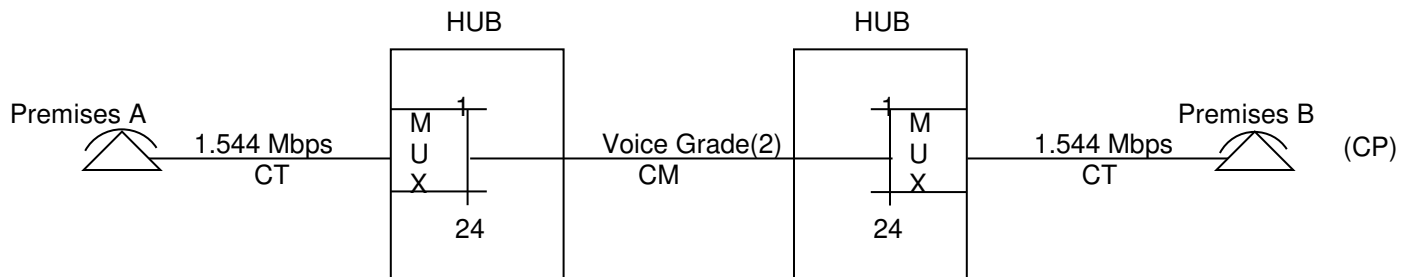 HUB HUB
Premises A 1 1 Premises B
1.544 Mbps M U X Voice Grade(2) M U X 1.544 Mbps (CP)
CT CM CT
24 24